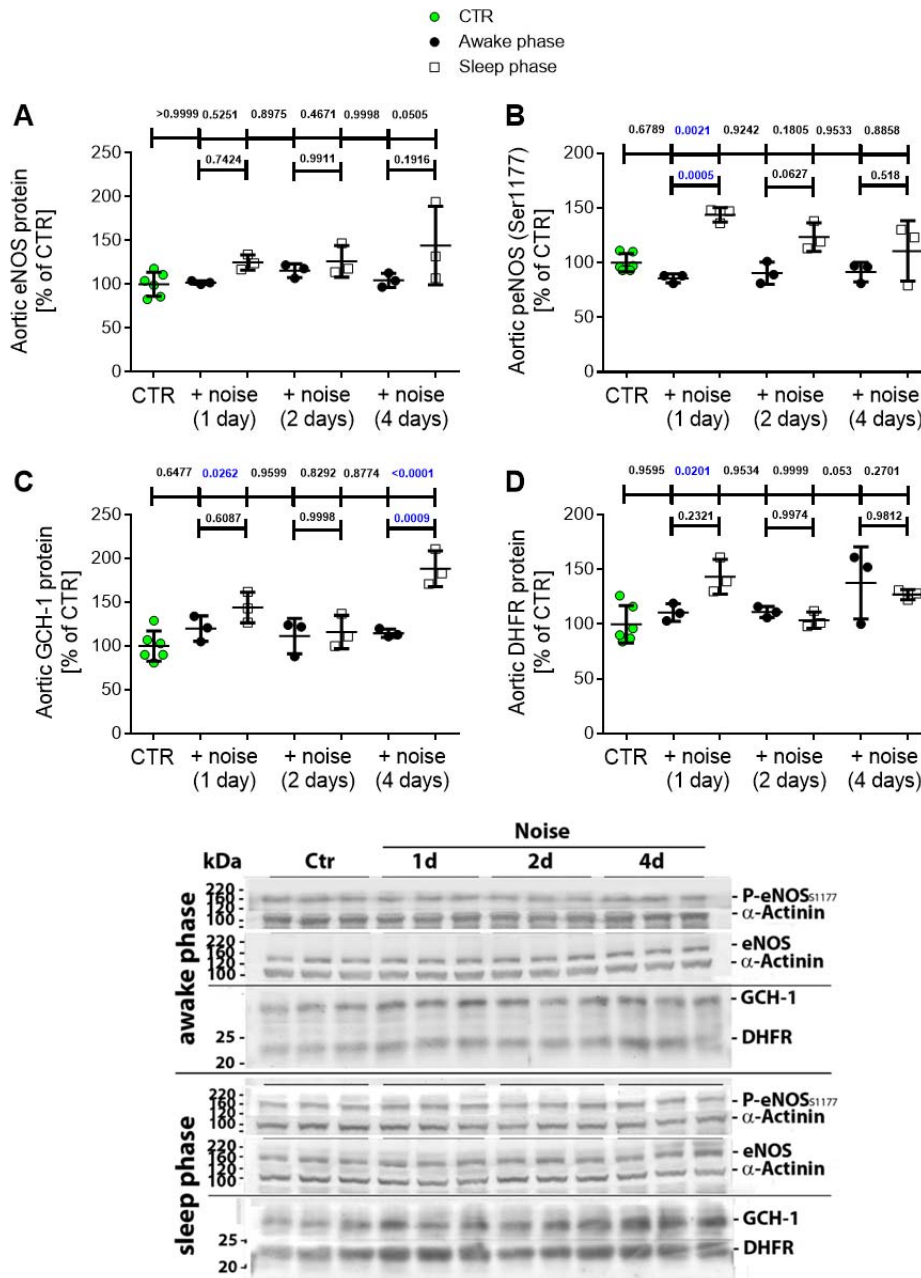 CTR
Awake phase
Sleep phase
A
>0.9999 0.5251 0.8975 0.4671 0.9998 0.0505
0.7424 0.9911 0.1916
Aortic eNOS protein
[% of CTR]
250
200
150
100
50
0
CTR + noise + noise + noise
(1 day) (2 days) (4 days)
B
0.6789 0.0021 0.9242 0.1805 0.9533 0.8858
0.0005 0.0627 0.518
Aortic peNOS (Ser1177)
[% of CTR]
200
150
100
50
0
CTR + noise + noise + noise
(1 day) (2 days) (4 days)
C
0.6477 0.0262 0.9599 0.8292 0.8774 <0.0001
0.6087 0.9998 0.0009
Aortic GCH-1 protein
[% of CTR]
250
200
150
100
50
0
CTR + noise + noise + noise
(1 day) (2 days) (4 days)
D
0.9595 0.0201 0.9534 0.9999 0.053 0.2701
0.2321 0.9974 0.9812
Aortic DHFR protein
[% of CTR]
200
150
100
50
0
CTR + noise + noise + noise
(1 day) (2 days) (4 days)
Noise
kDa Ctr 1d 2d 4d
awake phase
220
160
120
100
P-eNOSS1177
α-Actinin
220
160
120
100
eNOS
α-Actinin
GCH-1
25
DHFR
20
sleep phase
220
160
120
100
P-eNOSS1177
α-Actinin
220
160
120
100
eNOS
α-Actinin
GCH-1
25
DHFR
20